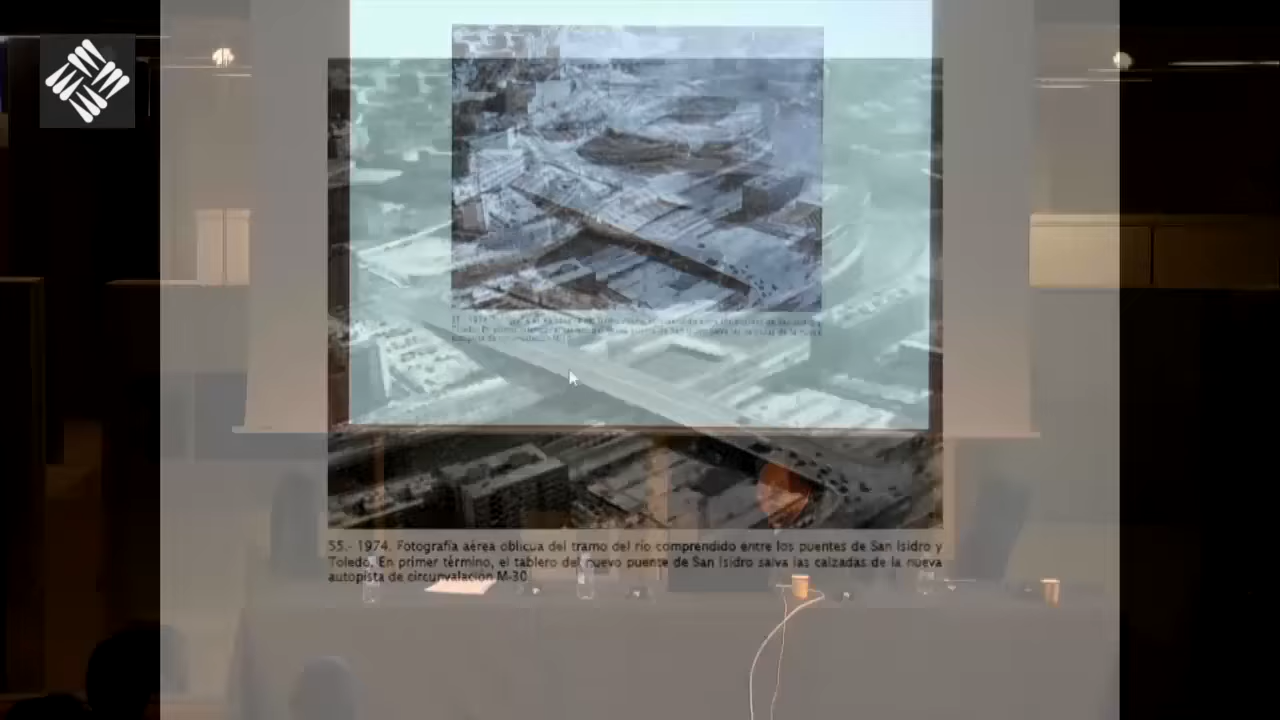 55.- 1974. Fotografía aérea oblicua del tramo del río comprendido entre los puentes de San Isidro y
Toledo. En primer término, el tablero del nuevo puente de San Isidro salva las calzadas de la nueva
autopista de circunvalación M-30